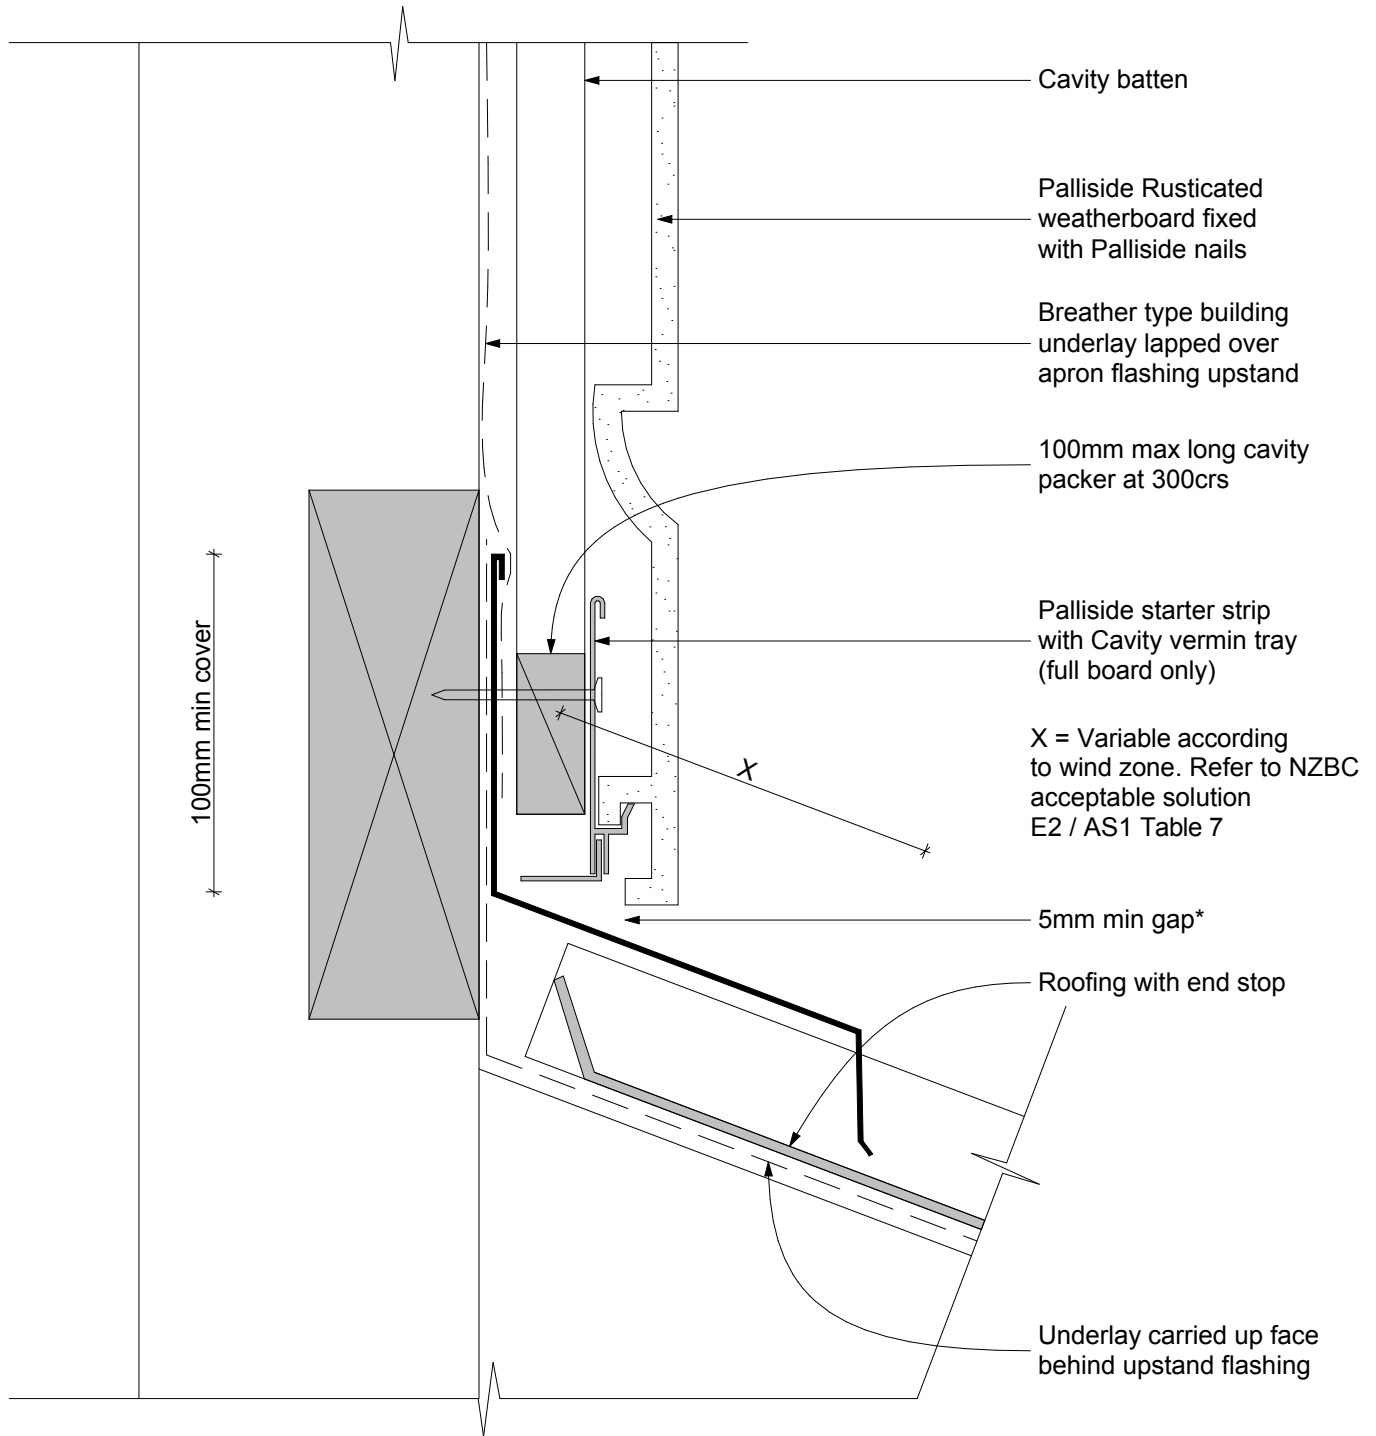 Cavity batten
Palliside Rusticated
weatherboard fixed
with Palliside nails
Breather type building
underlay lapped over
apron flashing upstand
100mm max long cavity
packer at 300crs
100mm min cover
Palliside starter strip
with Cavity vermin tray
(full board only)
X
X = Variable according
to wind zone. Refer to NZBC
acceptable solution
E2 / AS1 Table 7
5mm min gap*
Roofing with end stop
Underlay carried up face
behind upstand flashing